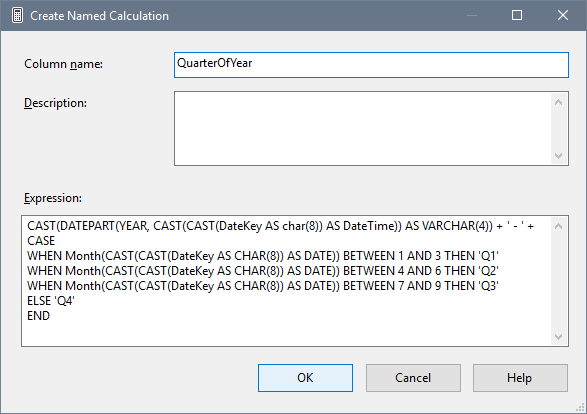 Create Named Calculation
Column name:
QuarterOfYear
Description:
Expression:
CAST(DATEPART(YEAR, CAST(CAST(DateKey AS char(8)) AS DateTime)) AS VARCHAR(4)) + ' - ' +
CASE
WHEN Month(CAST(CAST(DateKey AS CHAR(8)) AS DATE)) BETWEEN 1 AND 3 THEN 'Q1'
WHEN Month(CAST(CAST(DateKey AS CHAR(8)) AS DATE)) BETWEEN 4 AND 6 THEN 'Q2'
WHEN Month(CAST(CAST(DateKey AS CHAR(8)) AS DATE)) BETWEEN 7 AND 9 THEN 'Q3'
ELSE 'Q4'
END
OK
Cancel
Help